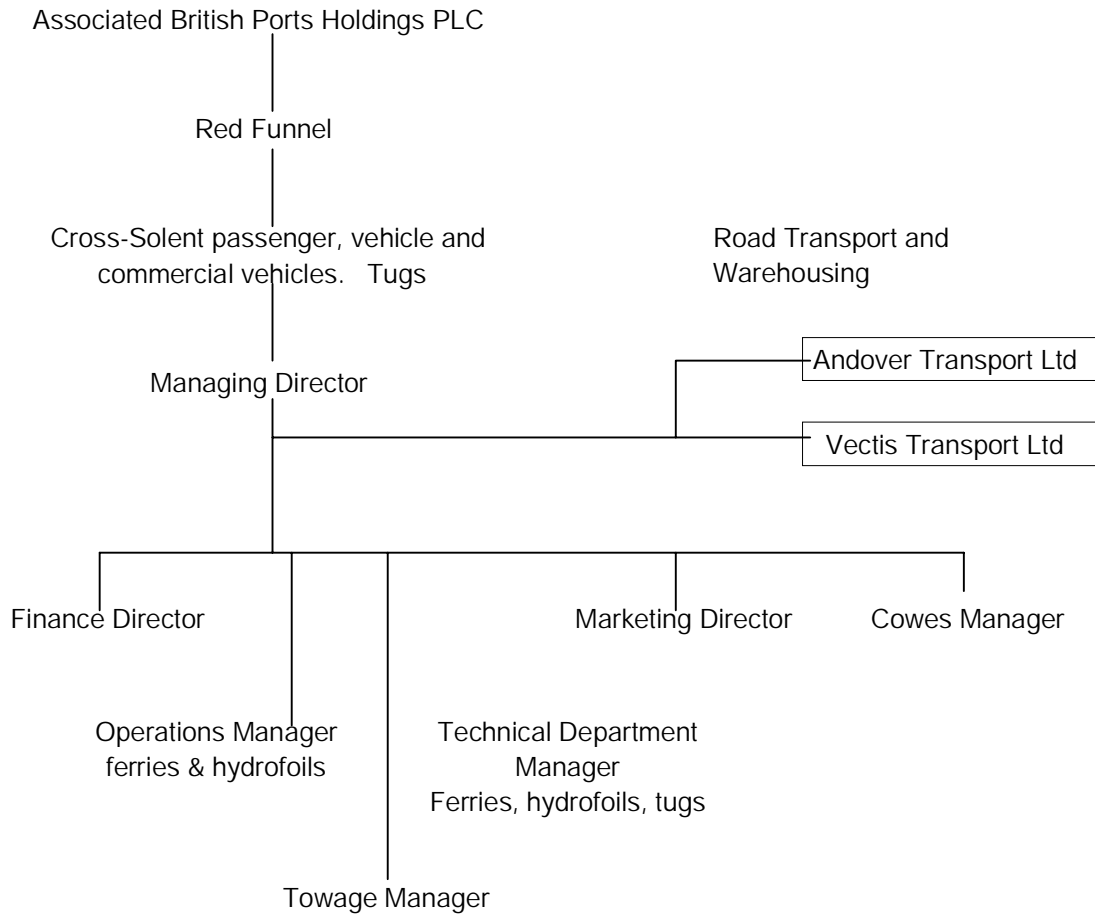 Associated British Ports Holdings PLC
Red Funnel
Cross-Solent passenger, vehicle and
commercial vehicles. Tugs
Road Transport and
Warehousing
Managing Director
Andover Transport Ltd
Vectis Transport Ltd
Finance Director
Marketing Director
Cowes Manager
Operations Manager
ferries & hydrofoils
Technical Department
Manager
Ferries, hydrofoils, tugs
Towage Manager